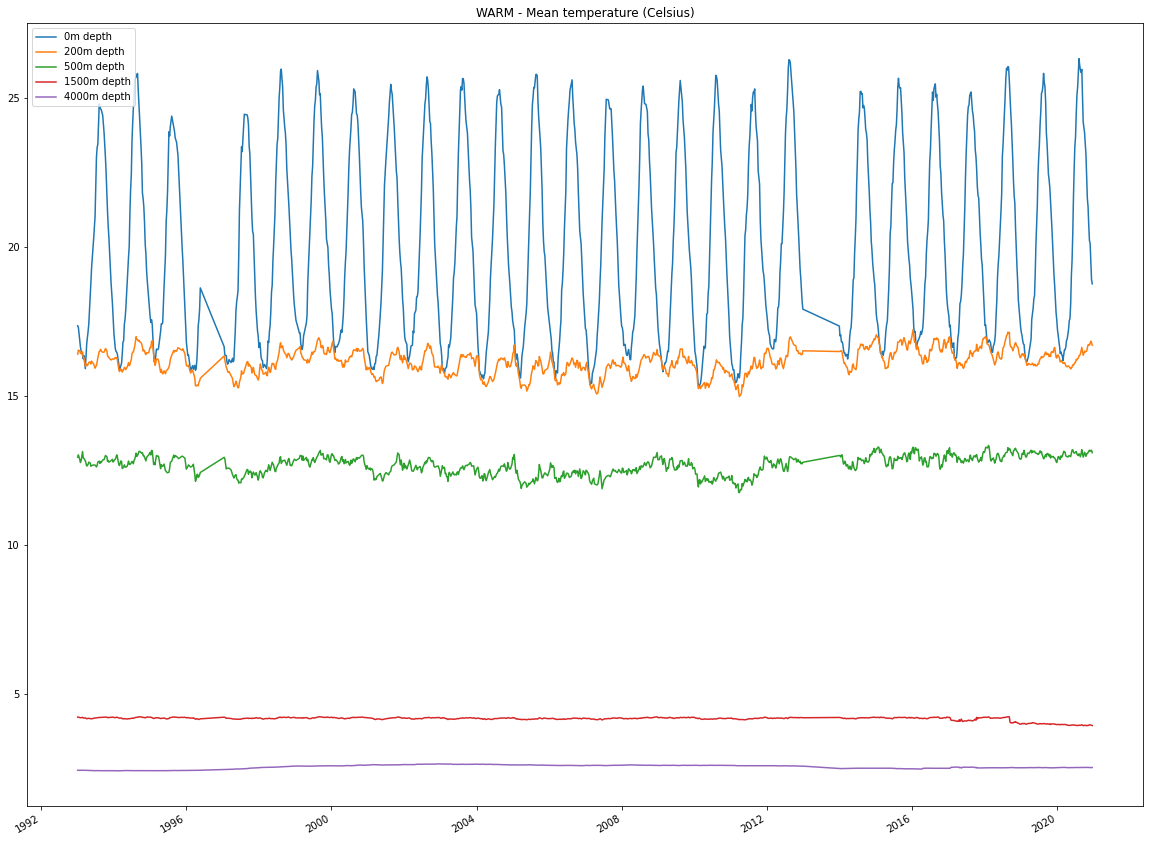 WARM - Mean temperature (Celsius)
0m depth
200m depth
500m depth
1500m depth
4000m depth
25
20
15
10
5
1992
1996
2000
2004
2008
2012
2016
2020